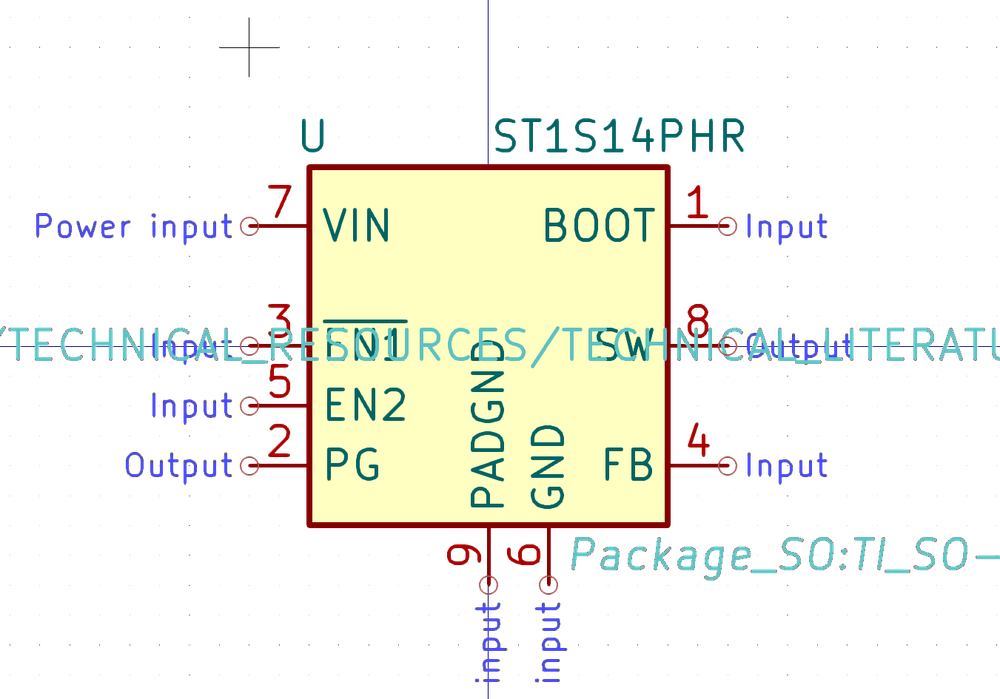 U ST1S14PHR
7 1
Power input VIN BOOT Input
3 8
/TECHNICAL_RESOURCES/TECHNICAL_LITERATU
Input EN1 SW Output
5
Input EN2
2 4
Output PG FB Input
PADGND
GND
9 6
Package_SO:TI_SO-
input
input